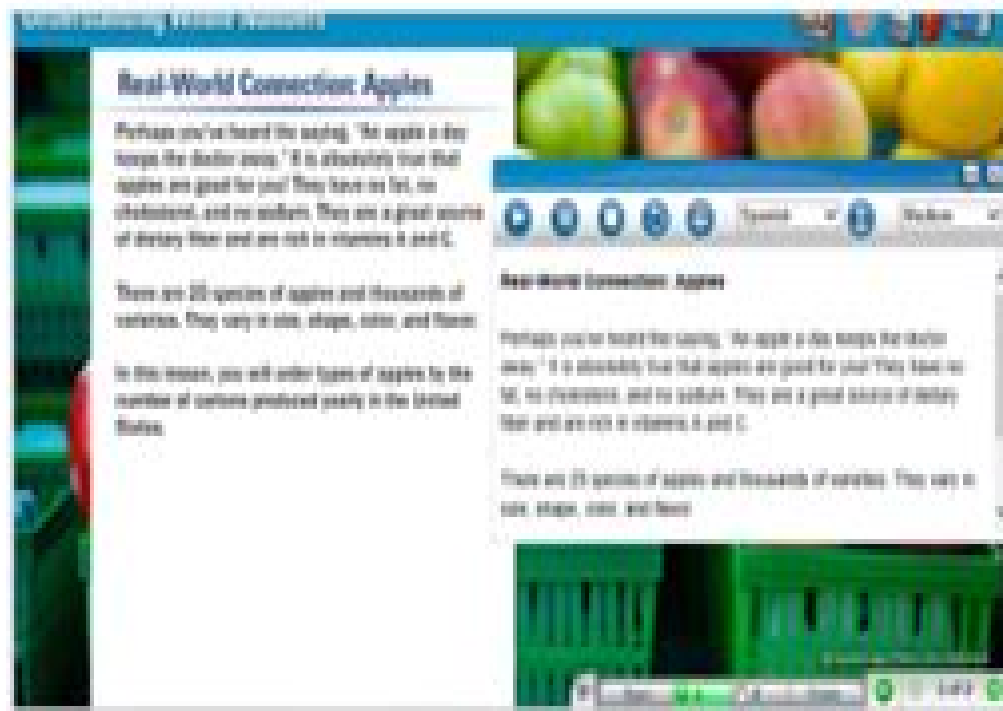 Understanding Whole Numbers
Real-World Connection: Apples
Perhaps you've heard the saying, "An apple a day
keeps the doctor away." It is absolutely true that
apples are good for you! They have no fat, no
cholesterol, and no sodium. They are a great source
of dietary fiber and are rich in vitamins A and C.
There are species of apples and thousands of
varieties. They vary in size, shape, color, and flavor.
In this lesson, you will order types of apples by the
number of cartons produced yearly in the United
States.
Spanish
Medium
Real-World Connection: Apples
Perhaps you've heard the saying, "An apple a day keeps the doctor
away." It is absolutely true that apples are good for you! They have no
fat, no cholesterol, and no sodium. They are a great source of dietary
fiber and are rich in vitamins A and C.
There are species of apples and thousands of varieties. They vary in
size, shape, color, and flavor.